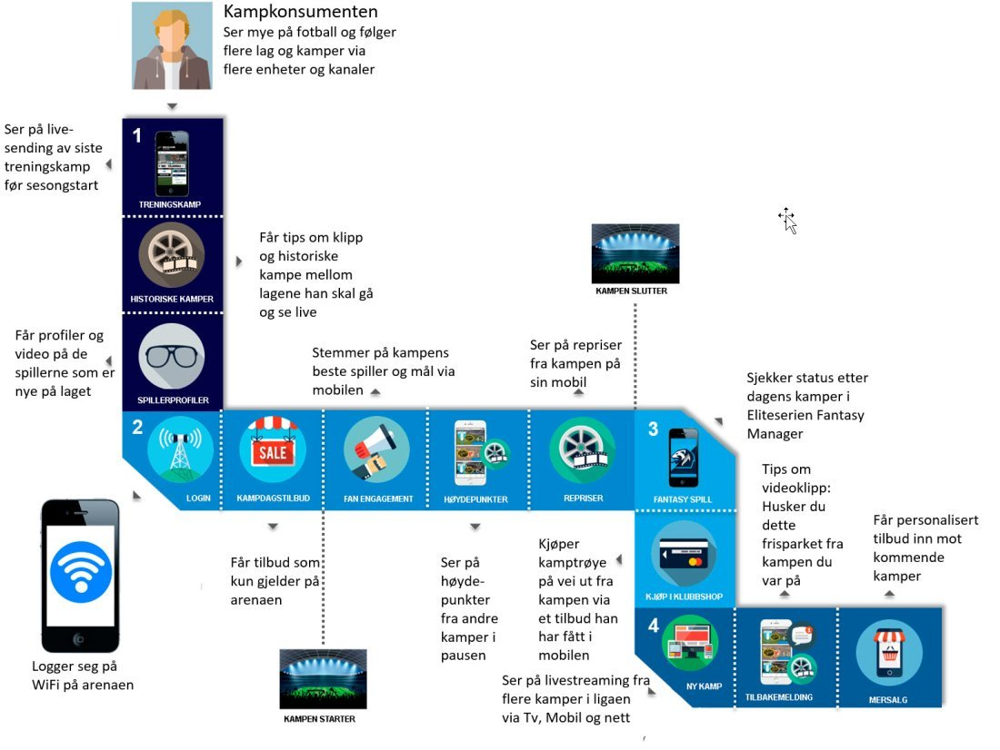 Kampkonsumenten
Ser mye på fotball og følger
flere lag og kamper via
flere enheter og kanaler
Ser på live-
sending av siste
treningskamp
før sesongstart
1
TRENINGSKAMP
HISTORISKE KAMPER
Får tips om klipp
og historiske
kampe mellom
lagene han skal gå
og se live
KAMPEN SLUTTER
Får profiler og
video på de
spillerne som er
nye på laget
SPILLERPROFILER
Stemmer på kampens
beste spiller og mål via
mobilen
Ser på repriser
fra kampen på
sin mobil
Sjekker status etter
dagens kamper i
Eliteserien Fantasy
Manager
2
LOGIN
SALE
KAMPDAGSTILBUD
FAN ENGAGEMENT
HØYDEPUNKTER
REPRISER
3
FANTASY SPILL
Logger seg på
WiFi på arenaen
Får tilbud som
kun gjelder på
arenaen
KAMPEN STARTER
Ser på
høyde-
punkter
fra andre
kamper i
pausen
Kjøper
kamptrøye
på vei ut fra
kampen via
et tilbud han
har fått i
mobilen
KJØP I KLUBBSHOP
Tips om
videoklipp:
Husker du
dette
frisparket fra
kampen du
var på
Får personalisert
tilbud inn mot
kommende
kamper
4
NY KAMP
TILBAKEMELDING
MERSALG
Ser på livestreaming fra
flere kamper i ligaen
via Tv, Mobil og nett